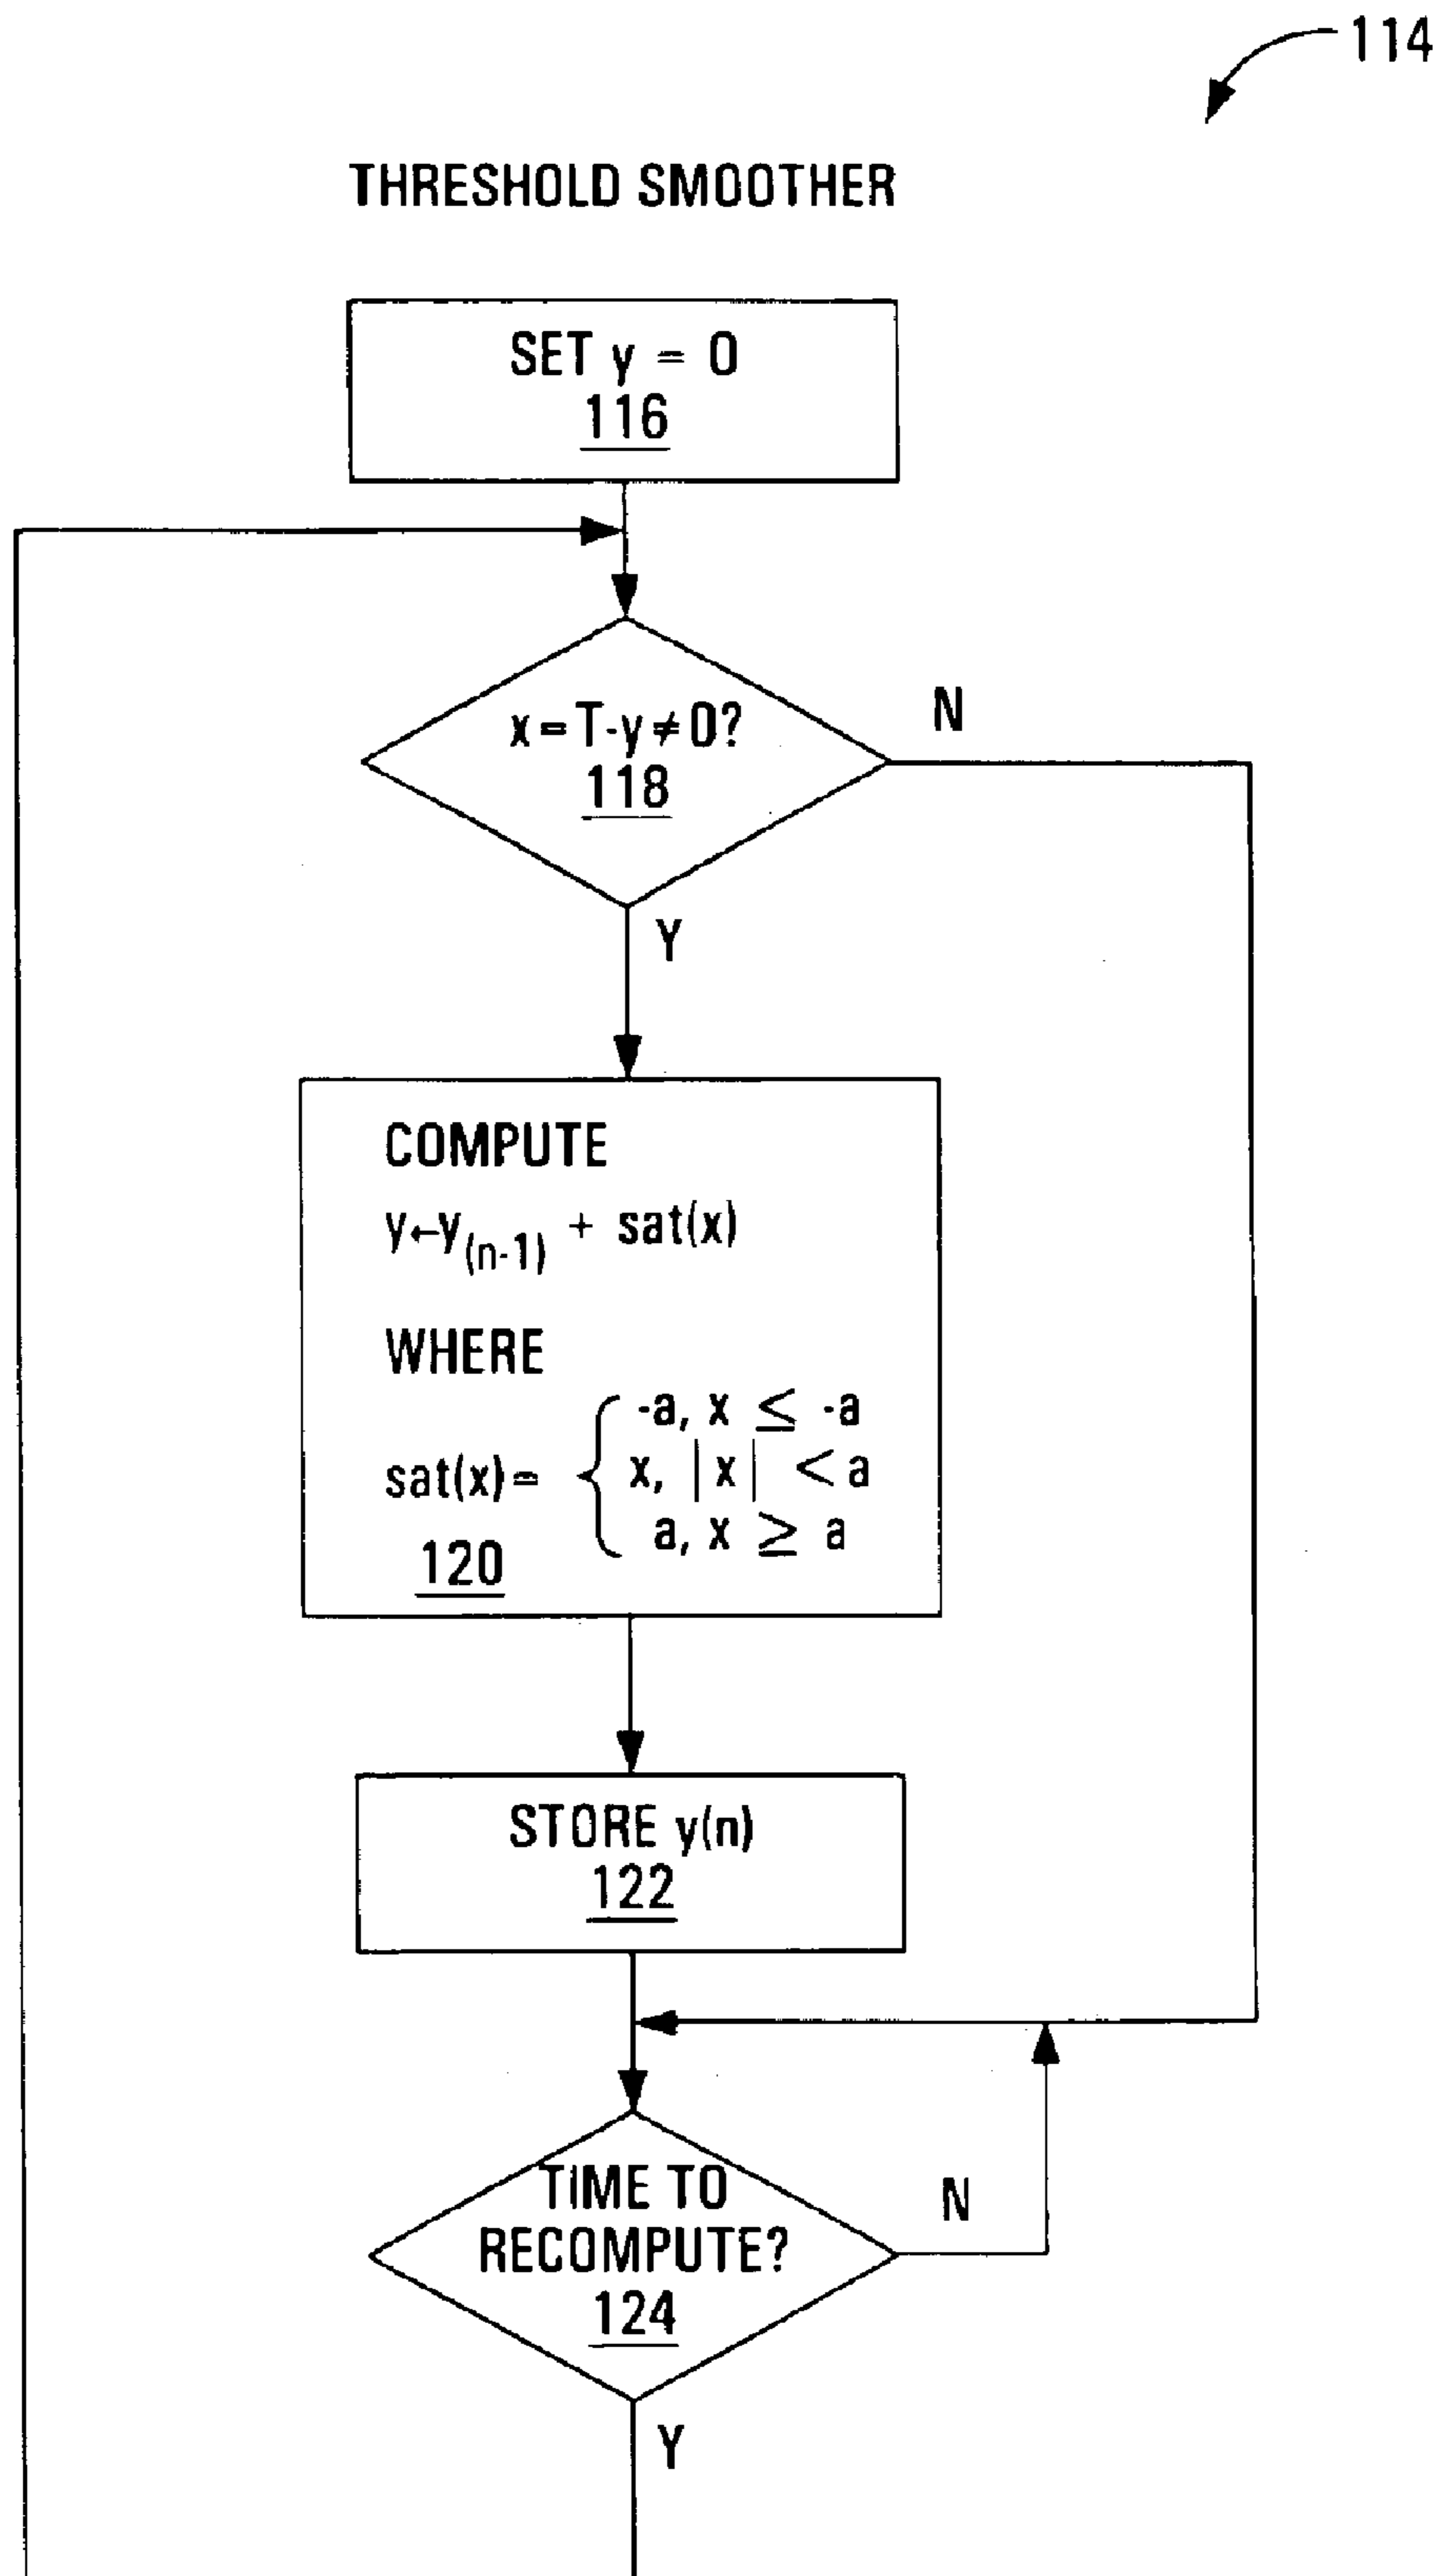 114
THRESHOLD SMOOTHER
SET y = 0
116
x=T-y≠0?
118
N
Y
COMPUTE
y←y(n-1) + sat(x)
WHERE
-a, x ≤ -a
sat(x)= { x, |x| < a
a, x ≥ a
120
STORE y(n)
122
TIME TO
RECOMPUTE?
124
N
Y